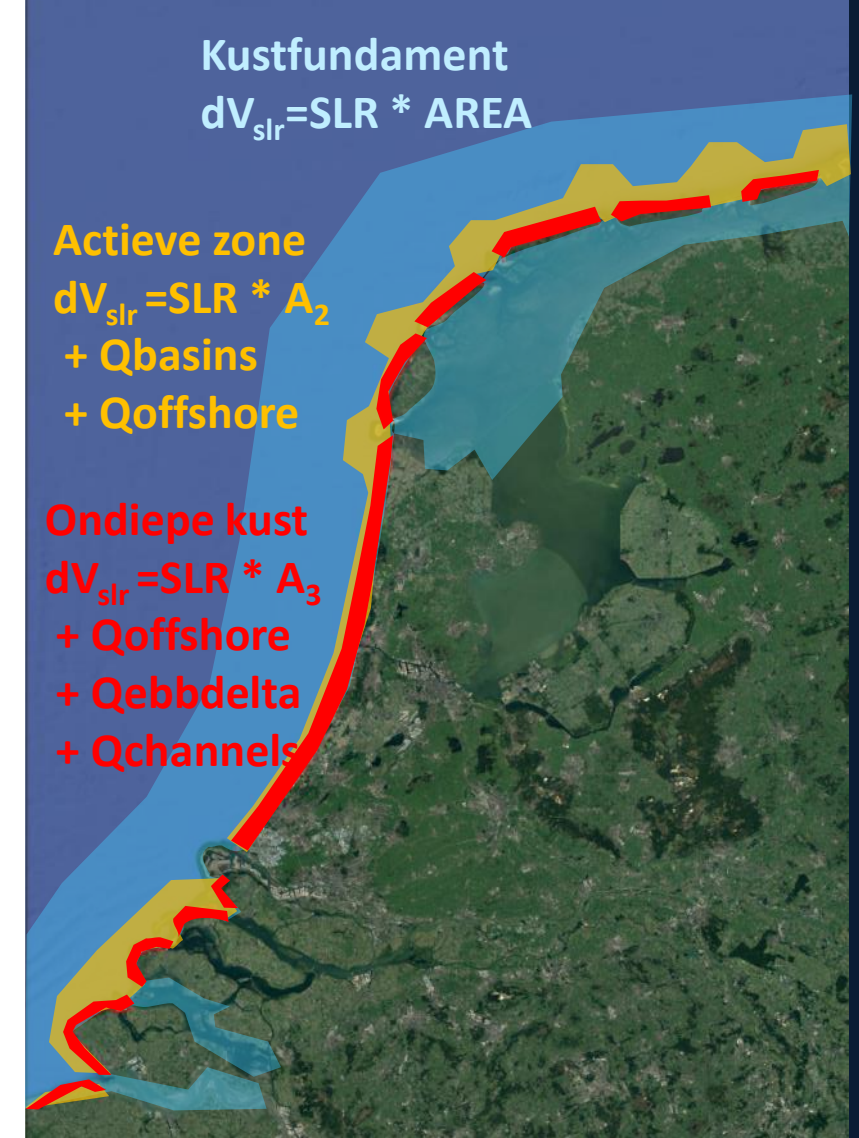 Kustfundament
dVslr=SLR * AREA
Actieve zone
dVslr =SLR * A2
+ Qbasins
+ Qoffshore
Ondiepe kust
dVslr =SLR * A3
+ Qoffshore
+ Qebbdelta
+ Qchannels